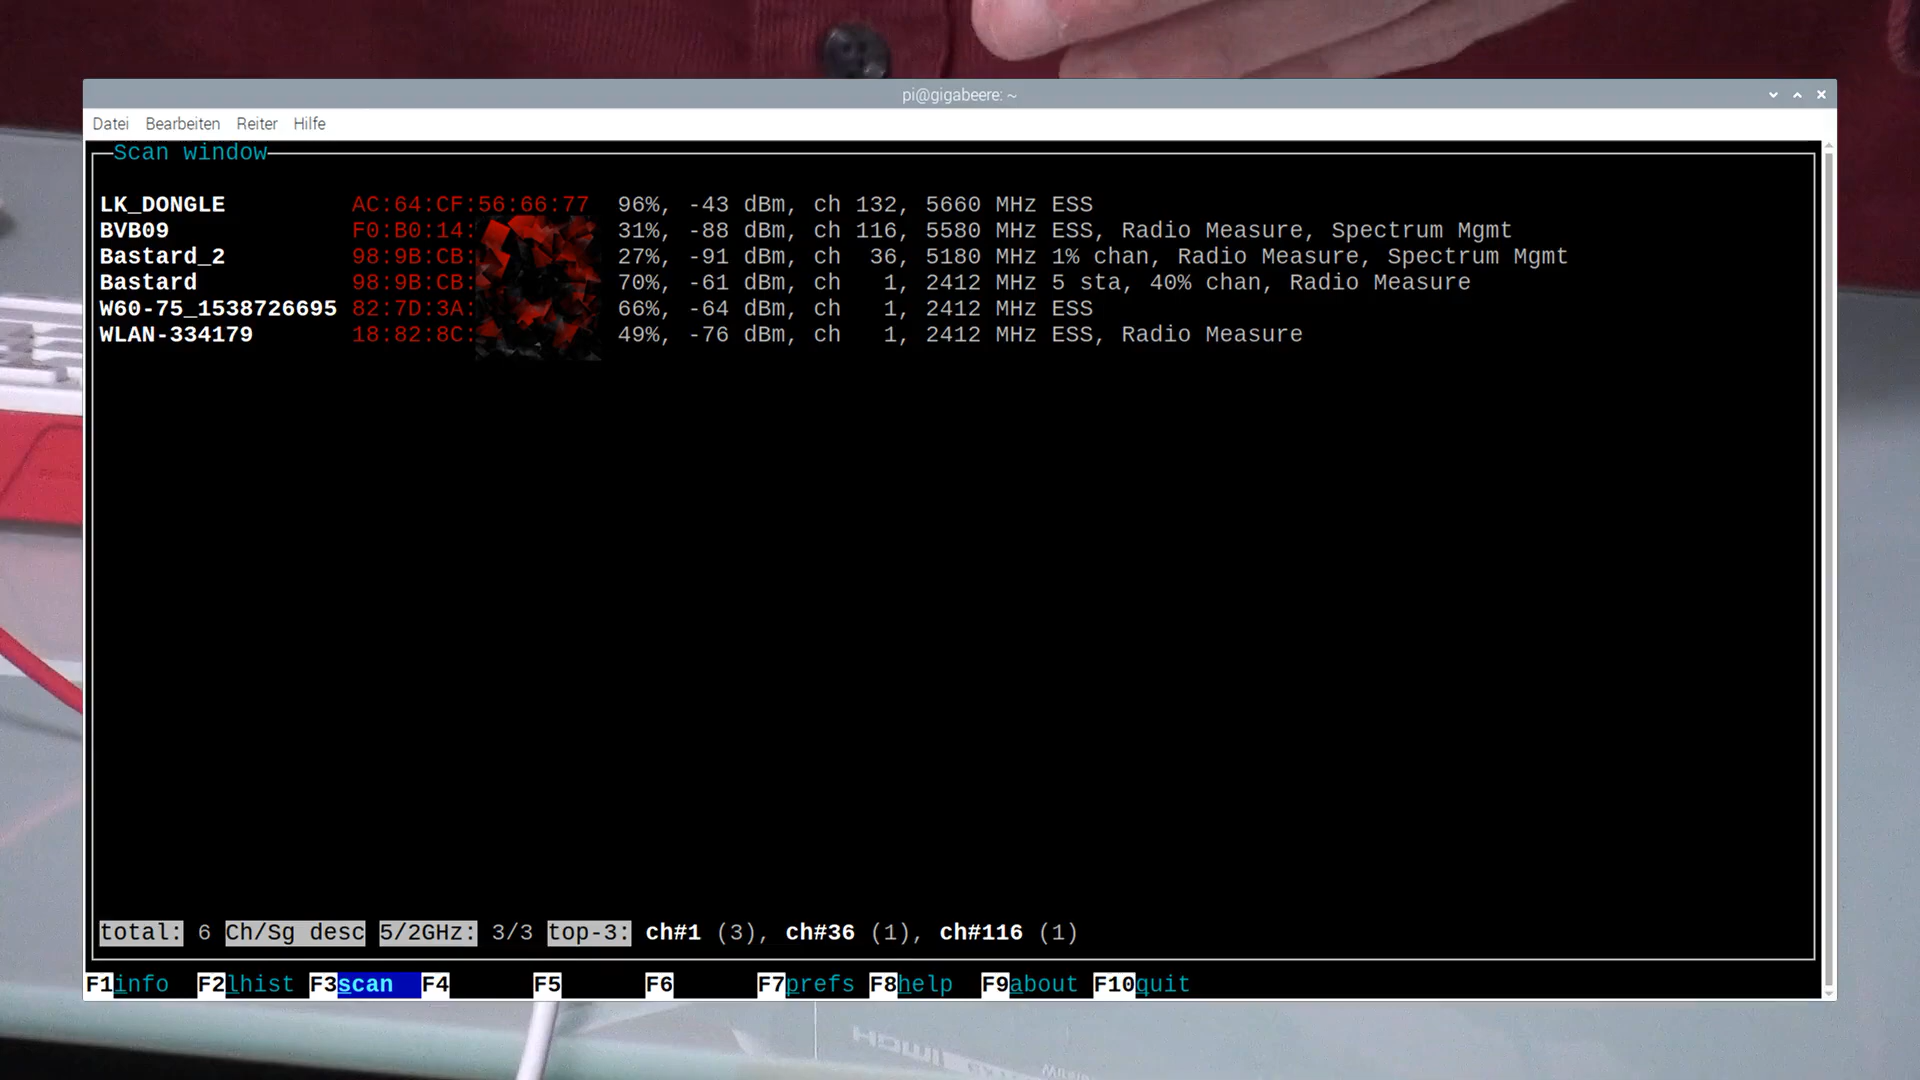 pi@gigabeere: ~
Datei Bearbeiten Reiter Hilfe
Scan window
LK_DONGLE AC:64:CF:56:66:77 96%, -43 dBm, ch 132, 5660 MHz ESS
BVB09 F0:B0:14: 31%, -88 dBm, ch 116, 5580 MHz ESS, Radio Measure, Spectrum Mgmt
Bastard_2 98:9B:CB: 27%, -91 dBm, ch 36, 5180 MHz 1% chan, Radio Measure, Spectrum Mgmt
Bastard 98:9B:CB: 70%, -61 dBm, ch 1, 2412 MHz 5 sta, 40% chan, Radio Measure
W60-75_1538726695 82:7D:3A: 66%, -64 dBm, ch 1, 2412 MHz ESS
WLAN-334179 18:82:8C: 49%, -76 dBm, ch 1, 2412 MHz ESS, Radio Measure
total: 6 Ch/Sg desc 5/2GHz: 3/3 top-3: ch#1 (3), ch#36 (1), ch#116 (1)
F1info F2lhist F3scan F4 F5 F6 F7prefs F8help F9about F10quit